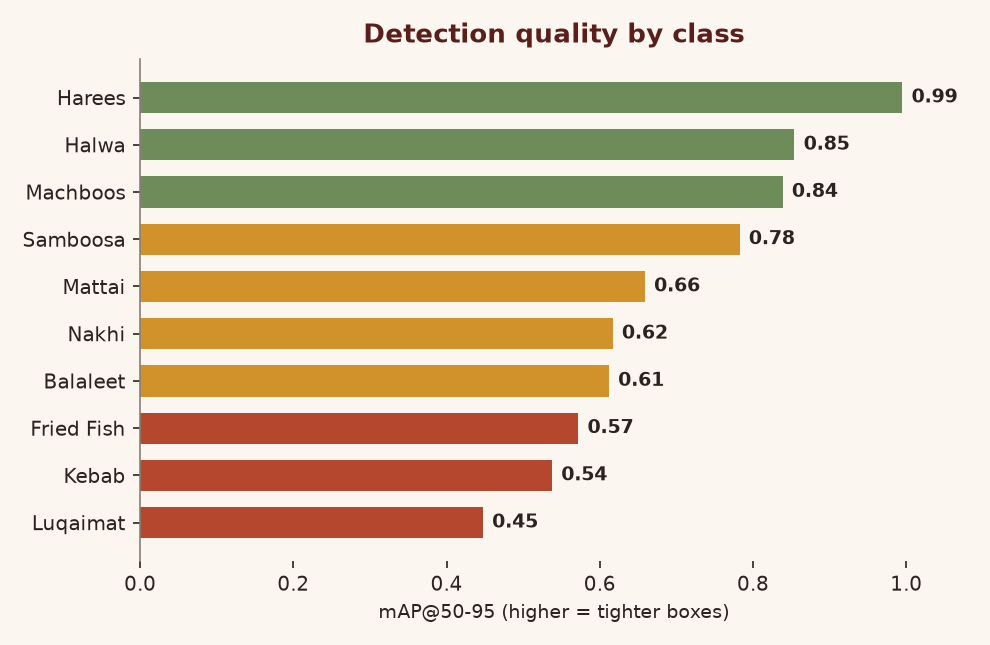 Detection quality by class
Harees 0.99
Halwa 0.85
Machboos 0.84
Samboosa 0.78
Mattai 0.66
Nakhi 0.62
Balaleet 0.61
Fried Fish 0.57
Kebab 0.54
Luqaimat 0.45
0.0 0.2 0.4 0.6 0.8 1.0
mAP@50-95 (higher = tighter boxes)